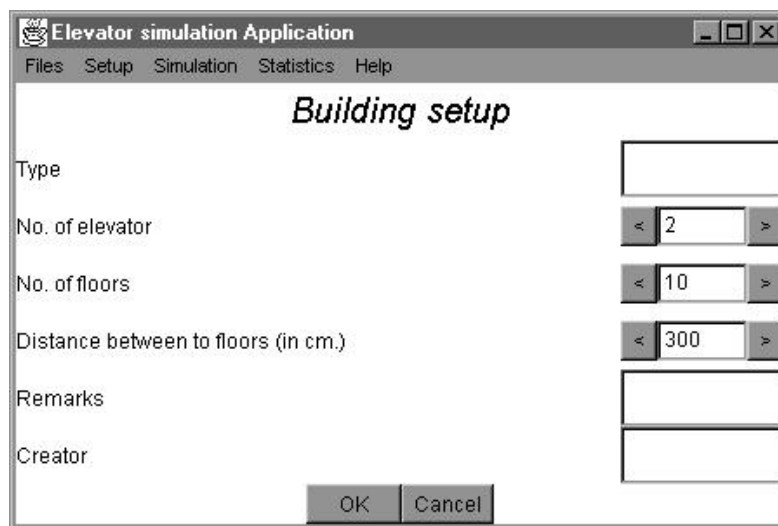 Elevator simulation Application
Files Setup Simulation Statistics Help
Building setup
Type
No. of elevator < 2 >
No. of floors < 10 >
Distance between to floors (in cm.) < 300 >
Remarks
Creator
OK Cancel